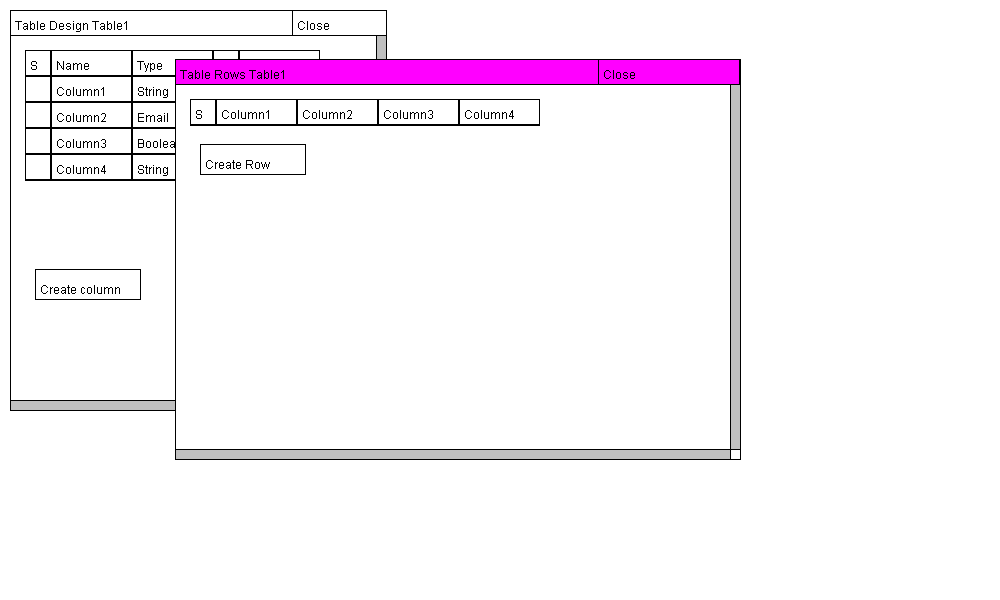 Table Design Table1 Close
S Name Type
Column1 String
Column2 Email
Column3 Boolea
Column4 String
Create column
Table Rows Table1 Close
S Column1 Column2 Column3 Column4
Create Row